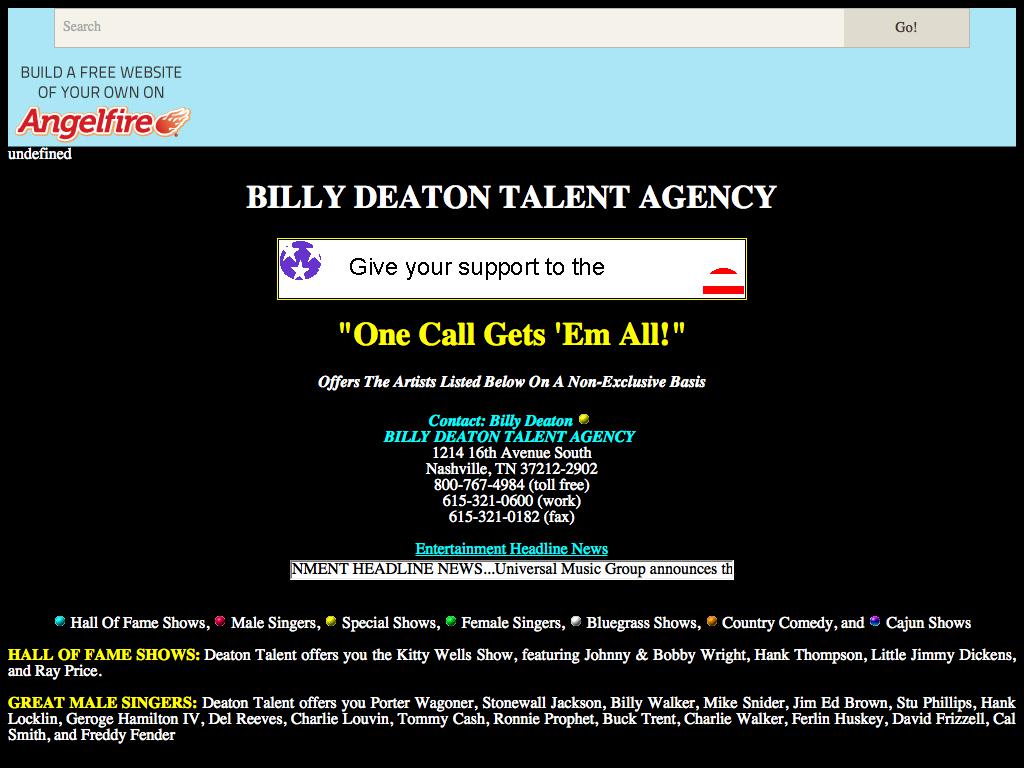 Search
Go!
BUILD A FREE WEBSITE
OF YOUR OWN ON
Angelfire
undefined
BILLY DEATON TALENT AGENCY
Give your support to the
"One Call Gets 'Em All!"
Offers The Artists Listed Below On A Non-Exclusive Basis
Contact: Billy Deaton
BILLY DEATON TALENT AGENCY
1214 16th Avenue South
Nashville, TN 37212-2902
800-767-4984 (toll free)
615-321-0600 (work)
615-321-0182 (fax)
Entertainment Headline News
NMENT HEADLINE NEWS...Universal Music Group announces th
Hall Of Fame Shows, Male Singers, Special Shows, Female Singers, Bluegrass Shows, Country Comedy, and Cajun Shows
HALL OF FAME SHOWS: Deaton Talent offers you the Kitty Wells Show, featuring Johnny & Bobby Wright, Hank Thompson, Little Jimmy Dickens,
and Ray Price.
GREAT MALE SINGERS: Deaton Talent offers you Porter Wagoner, Stonewall Jackson, Billy Walker, Mike Snider, Jim Ed Brown, Stu Phillips, Hank
Locklin, Geroge Hamilton IV, Del Reeves, Charlie Louvin, Tommy Cash, Ronnie Prophet, Buck Trent, Charlie Walker, Ferlin Huskey, David Frizzell, Cal
Smith, and Freddy Fender